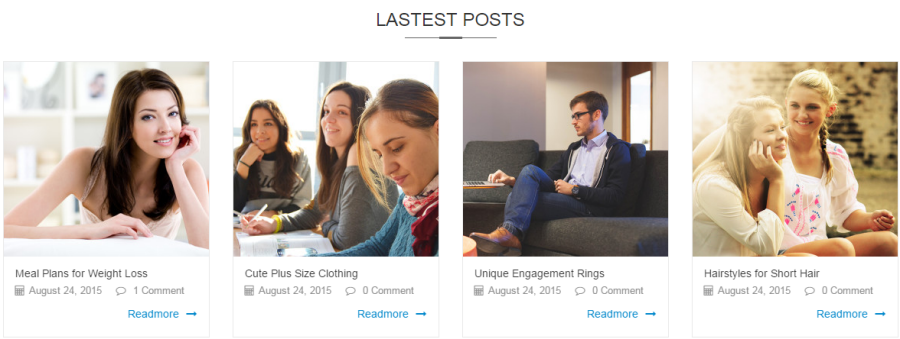 LASTEST POSTS
Meal Plans for Weight Loss
August 24, 2015 1 Comment
Readmore
Cute Plus Size Clothing
August 24, 2015 0 Comment
Readmore
Unique Engagement Rings
August 24, 2015 0 Comment
Readmore
Hairstyles for Short Hair
August 24, 2015 0 Comment
Readmore